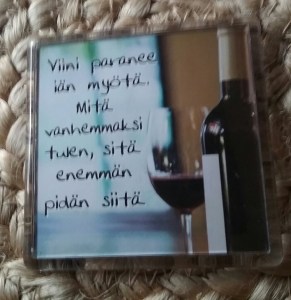 Viini paranee
iän myötä.
Mitä
vanhemmaksi
tulen, sitä
enemmän
pidän siitä